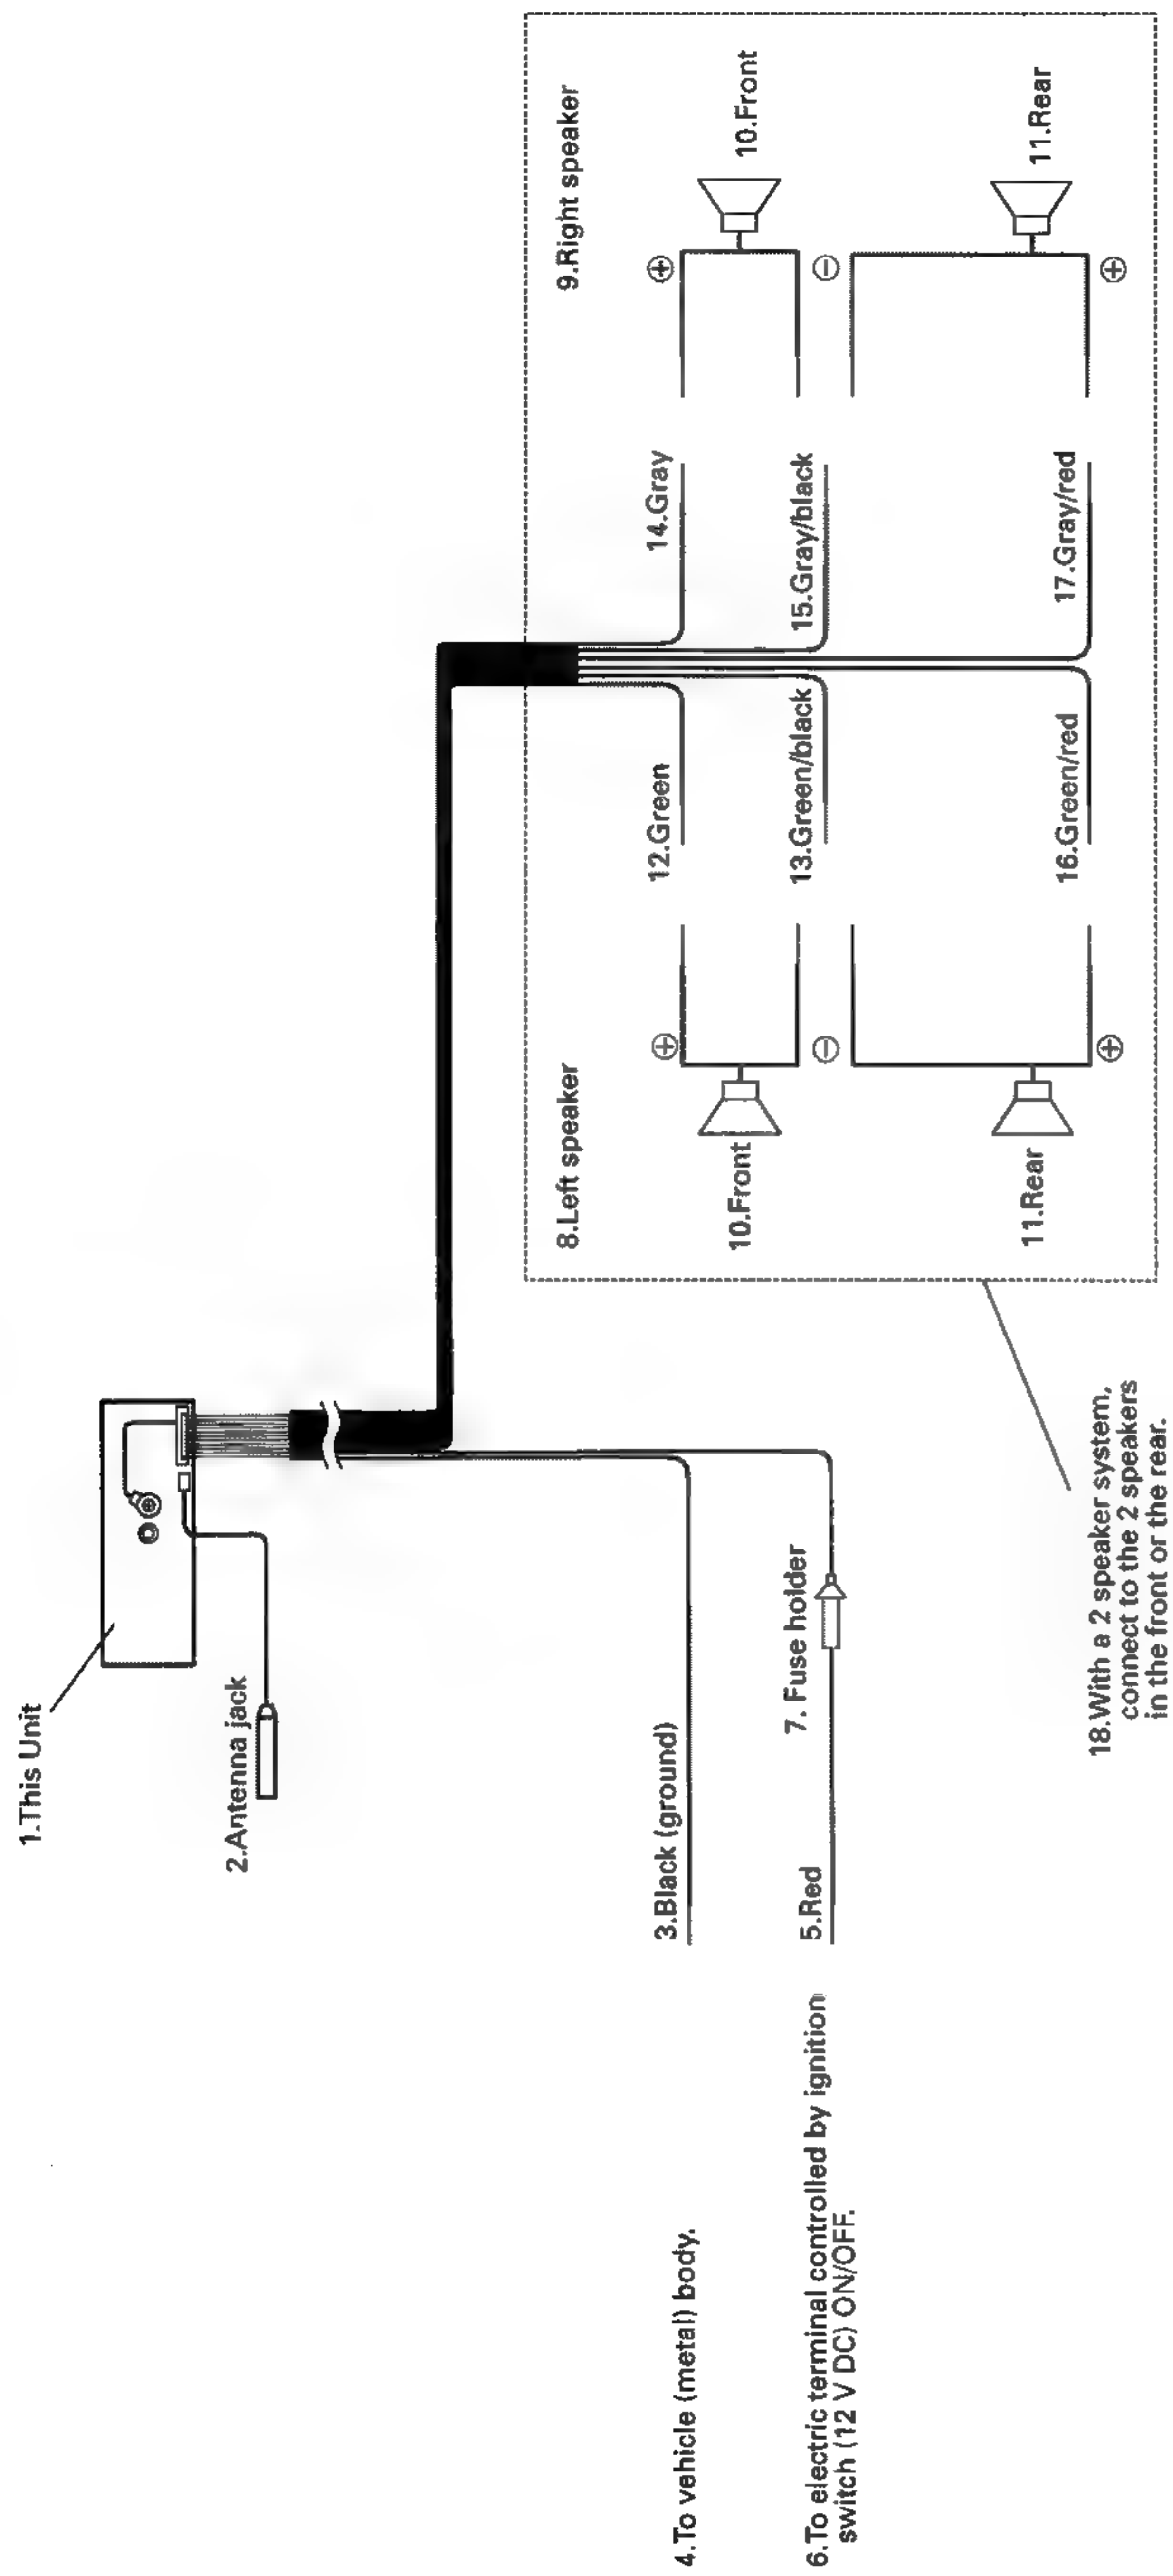 1.This Unit
2.Antenna jack
3.Black (ground)
4.To vehicle (metal) body.
5.Red
6.To electric terminal controlled by ignition
switch (12 V DC) ON/OFF.
7. Fuse holder
8.Left speaker
9.Right speaker
10.Front
10.Front
11.Rear
11.Rear
12.Green
13.Green/black
14.Gray
15.Gray/black
16.Green/red
17.Gray/red
18.With a 2 speaker system,
connect to the 2 speakers
in the front or the rear.